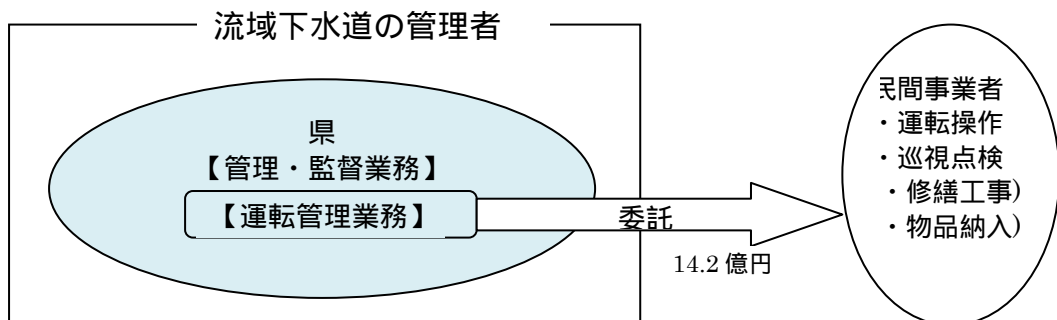 流域下水道の管理者
県
【管理・監督業務】
【運転管理業務】
委託
14.2 億円
民間事業者
・運転操作
・巡視点検
・修繕工事)
・物品納入)